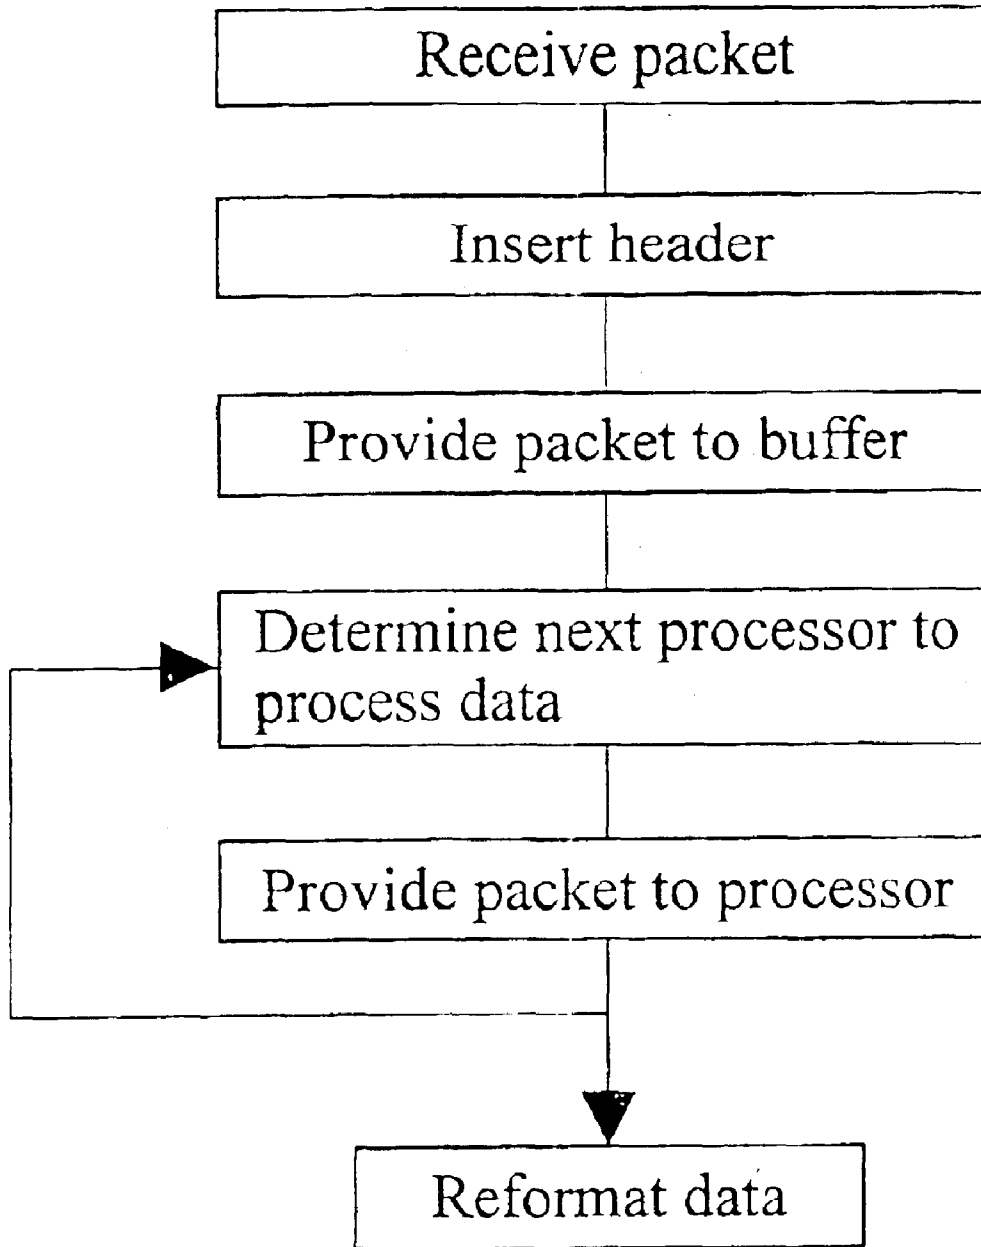 Receive packet
Insert header
Provide packet to buffer
Determine next processor to
process data
Provide packet to processor
Reformat data